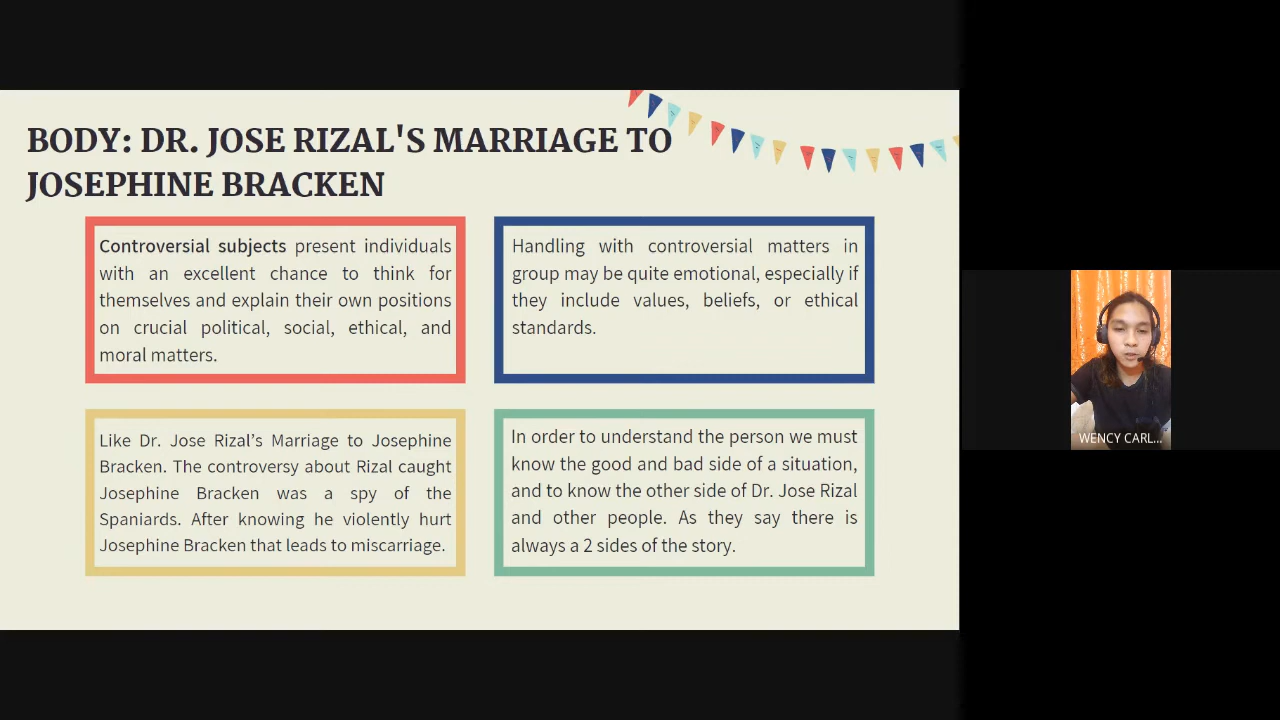 BODY: DR. JOSE RIZAL'S MARRIAGE TO
JOSEPHINE BRACKEN
Controversial subjects present individuals
with an excellent chance to think for
themselves and explain their own positions
on crucial political, social, ethical, and
moral matters.
Handling with controversial matters in
group may be quite emotional, especially if
they include values, beliefs, or ethical
standards.
Like Dr. Jose Rizal’s Marriage to Josephine
Bracken. The controversy about Rizal caught
Josephine Bracken was a spy of the
Spaniards. After knowing he violently hurt
Josephine Bracken that leads to miscarriage.
In order to understand the person we must
know the good and bad side of a situation,
and to know the other side of Dr. Jose Rizal
and other people. As they say there is
always a 2 sides of the story.
WENCY CARL...